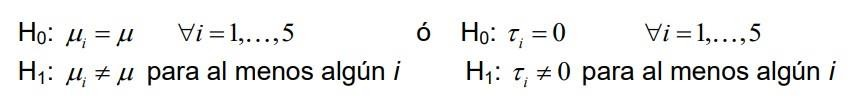 H₀: μᵢ = μ ∀i = 1,…,5 ó H₀: τᵢ = 0 ∀i = 1,…,5
H₁: μᵢ ≠ μ para al menos algún i H₁: τᵢ ≠ 0 para al menos algún i